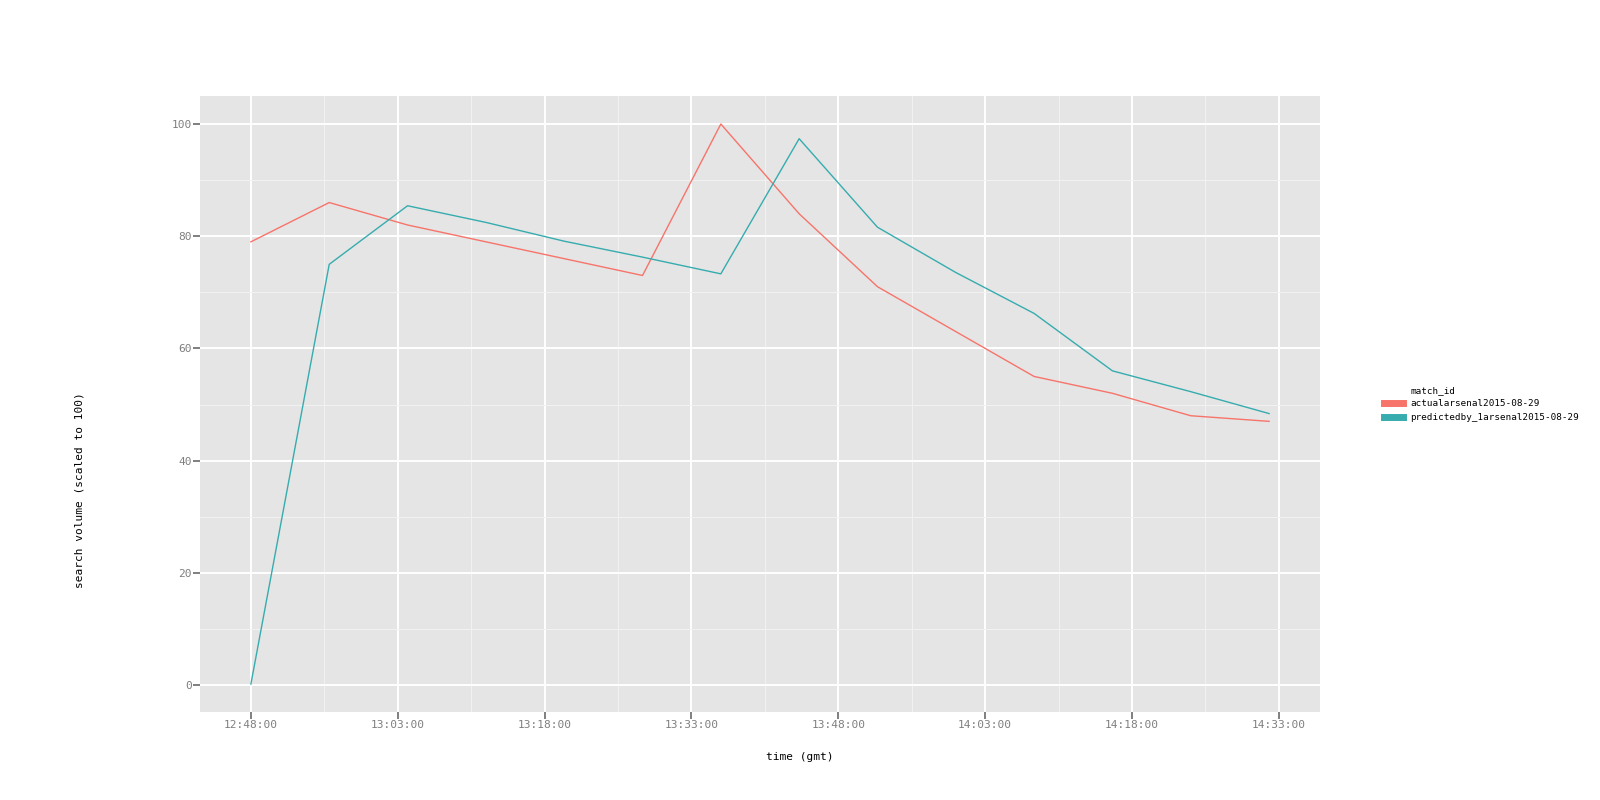 100
80
60
40
20
0
search volume (scaled to 100)
12:48:00 13:03:00 13:18:00 13:33:00 13:48:00 14:03:00 14:18:00 14:33:00
time (gmt)
match_id
actualarsenal2015-08-29
predictedby_1arsenal2015-08-29